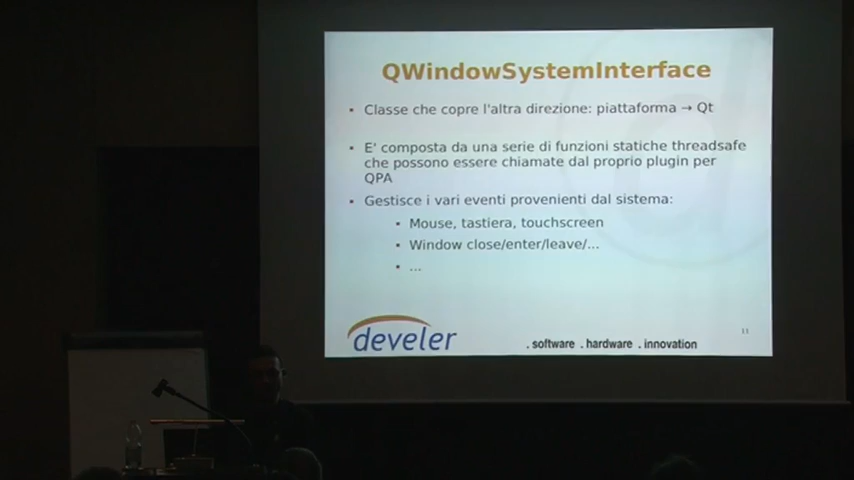 QWindowSystemInterface
• Classe che copre l'altra direzione: piattaforma → Qt
• E' composta da una serie di funzioni statiche threadsafe
che possono essere chiamate dal proprio plugin per
QPA
• Gestisce i vari eventi provenienti dal sistema:
• Mouse, tastiera, touchscreen
• Window close/enter/leave/...
• ...
11
develer
. software . hardware . innovation